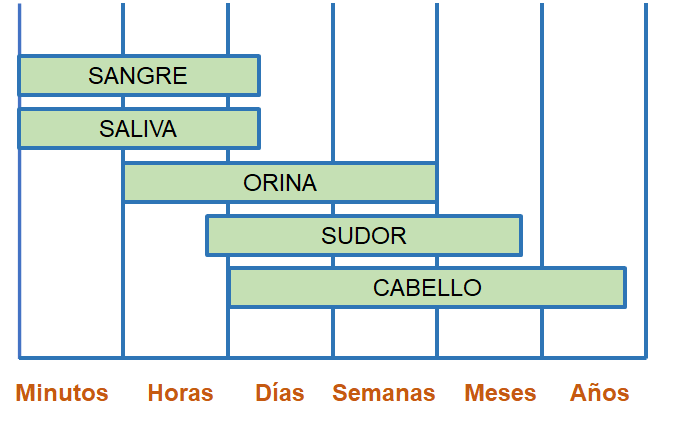 SANGRE
SALIVA
ORINA
SUDOR
CABELLO
Minutos Horas Días Semanas Meses Años